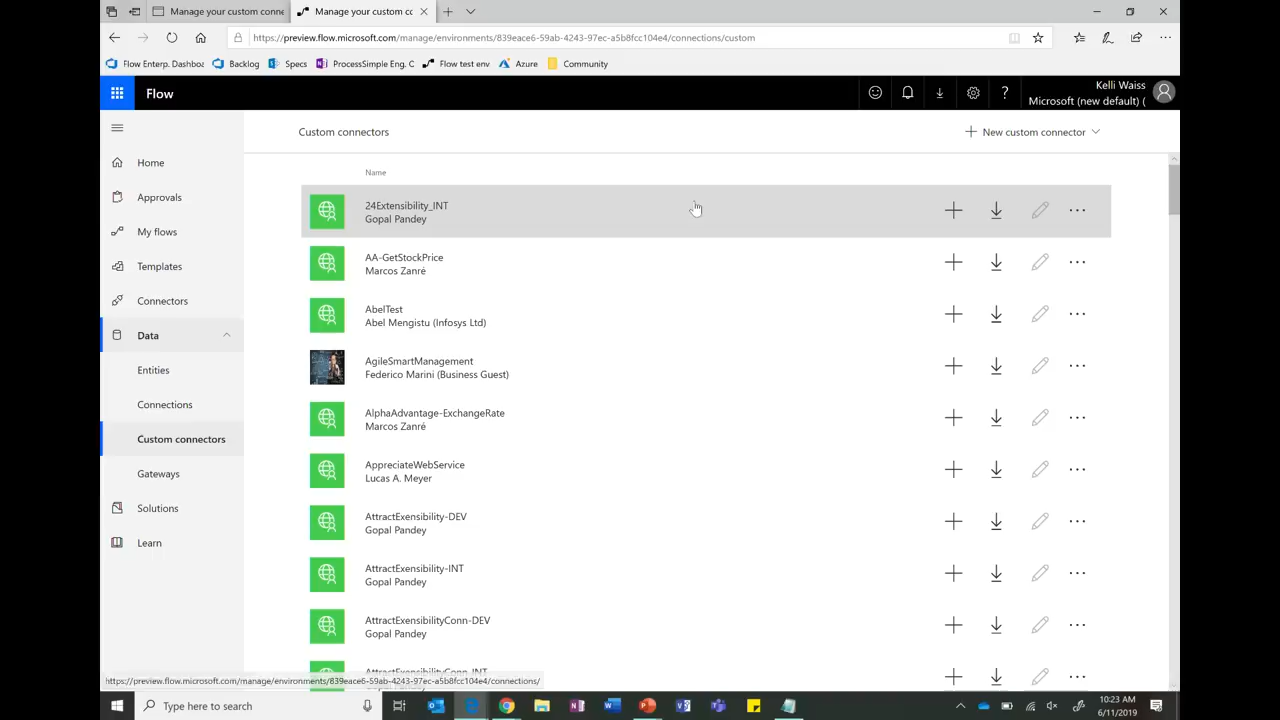 Manage your custom conne
Manage your custom co
https://preview.flow.microsoft.com/manage/environments/839eace6-59ab-4243-97ec-a5b8fcc104e4/connections/custom
Flow Enterp. Dashboa
Backlog
Specs
ProcessSimple Eng. C
Flow test env
Azure
Community
Flow
?
Kelli Waiss
Microsoft (new default) (
Custom connectors
New custom connector
Home
Approvals
My flows
Templates
Connectors
Data
Entities
Connections
Custom connectors
Gateways
Solutions
Learn
Name
24Extensibility_INT
Gopal Pandey
AA-GetStockPrice
Marcos Zanré
AbelTest
Abel Mengistu (Infosys Ltd)
AgileSmartManagement
Federico Marini (Business Guest)
AlphaAdvantage-ExchangeRate
Marcos Zanré
AppreciateWebService
Lucas A. Meyer
AttractExensibility-DEV
Gopal Pandey
AttractExensibility-INT
Gopal Pandey
AttractExensibilityConn-DEV
Gopal Pandey
AttractExensibilityConn-INT
https://preview.flow.microsoft.com/manage/environments/839eace6-59ab-4243-97ec-a5b8fcc104e4/connections/
Type here to search
10:23 AM
6/11/2019